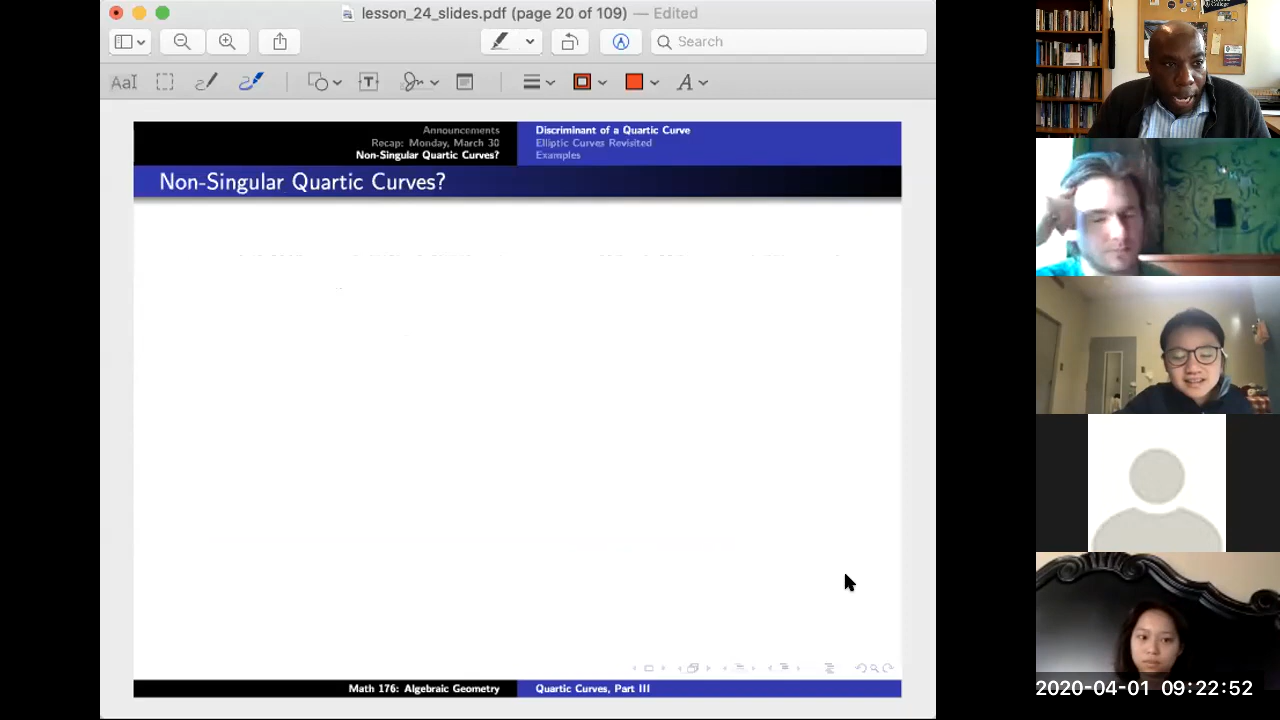 lesson_24_slides.pdf (page 20 of 109) — Edited
Search
AaI
T
A
Announcements
Recap: Monday, March 30
Non-Singular Quartic Curves?
Discriminant of a Quartic Curve
Elliptic Curves Revisited
Examples
Non-Singular Quartic Curves?
Math 176: Algebraic Geometry
Quartic Curves, Part III
2020-04-01 09:22:52